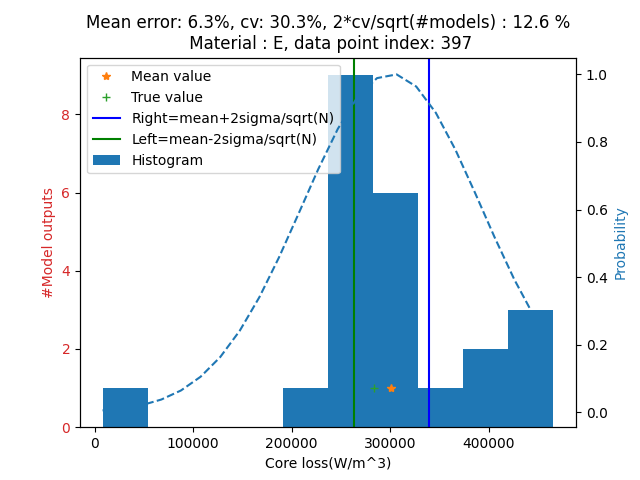 Mean error: 6.3%, cv: 30.3%, 2*cv/sqrt(#models) : 12.6 %
Material : E, data point index: 397
Mean value
True value
Right=mean+2sigma/sqrt(N)
Left=mean-2sigma/sqrt(N)
Histogram
#Model outputs
0
2
4
6
8
Probability
0.0
0.2
0.4
0.6
0.8
1.0
0
100000
200000
300000
400000
Core loss(W/m^3)